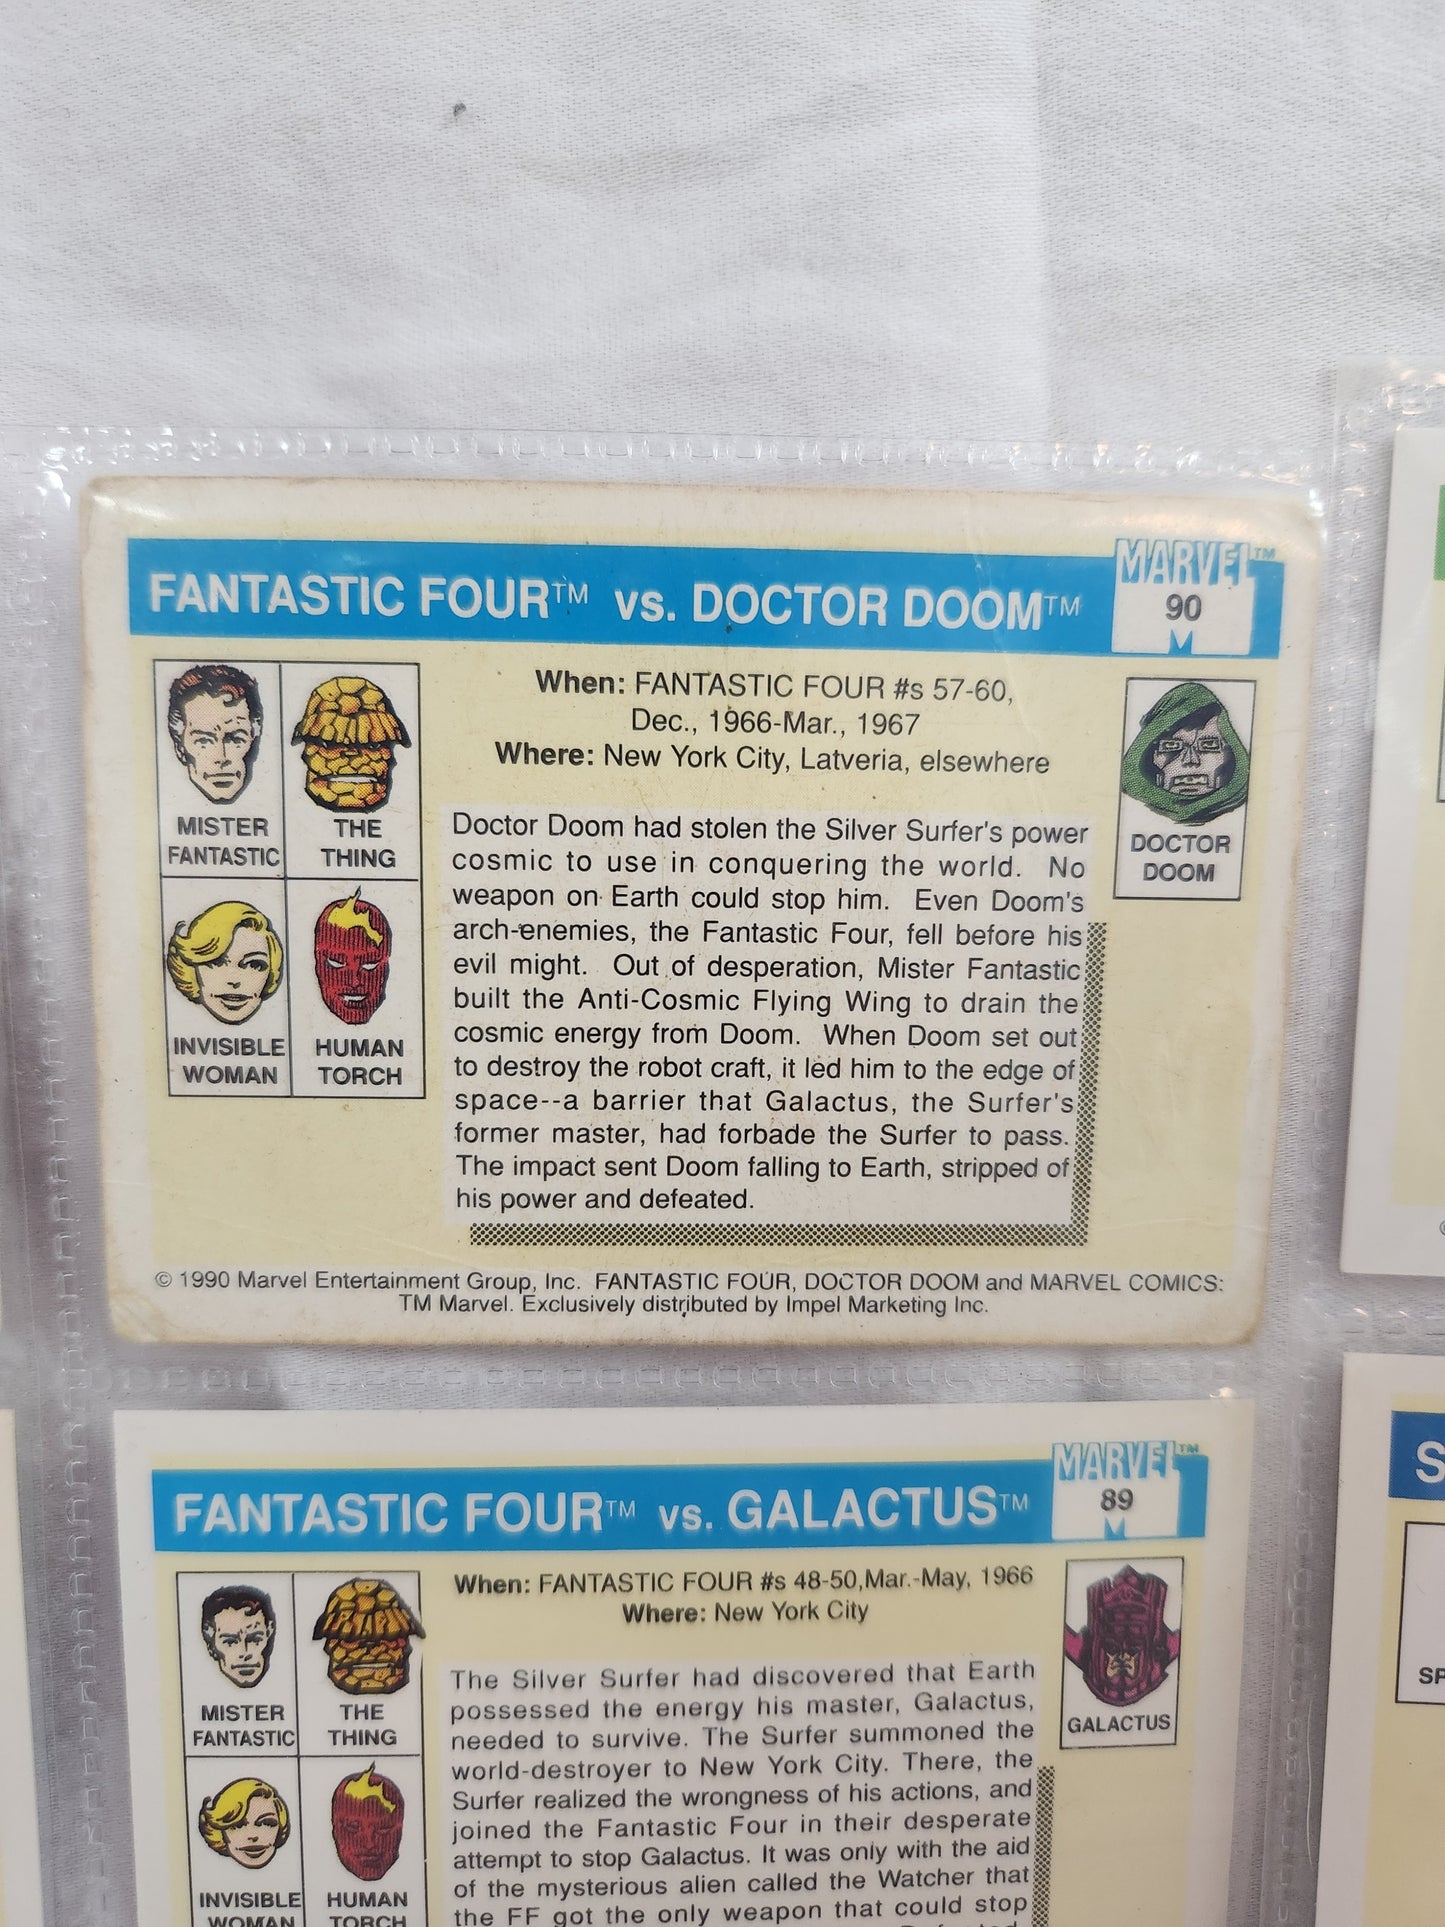 FANTASTIC FOUR™ vs. DOCTOR DOOM™
MARVEL™
90
When: FANTASTIC FOUR #s 57-60,
Dec., 1966-Mar., 1967
Where: New York City, Latveria, elsewhere
MISTER
FANTASTIC
THE
THING
INVISIBLE
WOMAN
HUMAN
TORCH
DOCTOR
DOOM
Doctor Doom had stolen the Silver Surfer's power
cosmic to use in conquering the world. No
weapon on Earth could stop him. Even Doom's
arch-enemies, the Fantastic Four, fell before his
evil might. Out of desperation, Mister Fantastic
built the Anti-Cosmic Flying Wing to drain the
cosmic energy from Doom. When Doom set out
to destroy the robot craft, it led him to the edge of
space--a barrier that Galactus, the Surfer's
former master, had forbade the Surfer to pass.
The impact sent Doom falling to Earth, stripped of
his power and defeated.
© 1990 Marvel Entertainment Group, Inc. FANTASTIC FOUR, DOCTOR DOOM and MARVEL COMICS:
TM Marvel. Exclusively distributed by Impel Marketing Inc.
FANTASTIC FOUR™ vs. GALACTUS™
MARVEL™
89
When: FANTASTIC FOUR #s 48-50,Mar.-May, 1966
Where: New York City
MISTER
FANTASTIC
THE
THING
INVISIBLE
WOMAN
HUMAN
TORCH
GALACTUS
The Silver Surfer had discovered that Earth
possessed the energy his master, Galactus,
needed to survive. The Surfer summoned the
world-destroyer to New York City. There, the
Surfer realized the wrongness of his actions, and
joined the Fantastic Four in their desperate
attempt to stop Galactus. It was only with the aid
of the mysterious alien called the Watcher that
the FF got the only weapon that could stop
S
SP